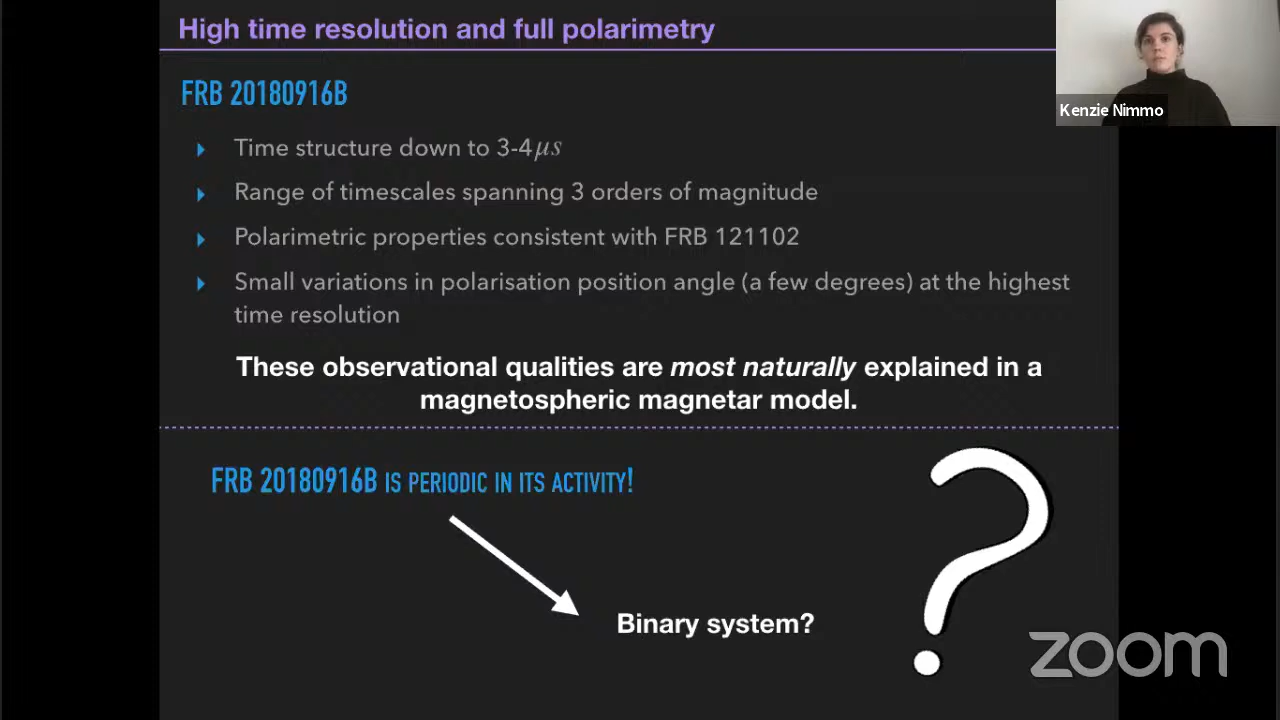 High time resolution and full polarimetry
Kenzie Nimmo
FRB 20180916B
Time structure down to 3-4μs
Range of timescales spanning 3 orders of magnitude
Polarimetric properties consistent with FRB 121102
Small variations in polarisation position angle (a few degrees) at the highest
time resolution
These observational qualities are most naturally explained in a
magnetospheric magnetar model.
FRB 20180916B IS PERIODIC IN ITS ACTIVITY!
Binary system?
?
zoom